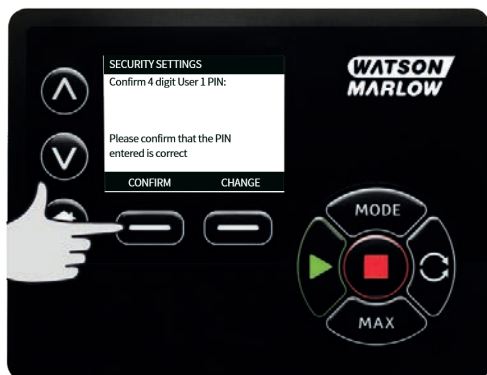 SECURITY SETTINGS
Confirm 4 digit User 1 PIN:
Please confirm that the PIN
entered is correct
CONFIRM CHANGE
WATSON
MARLOW
MODE
MAX